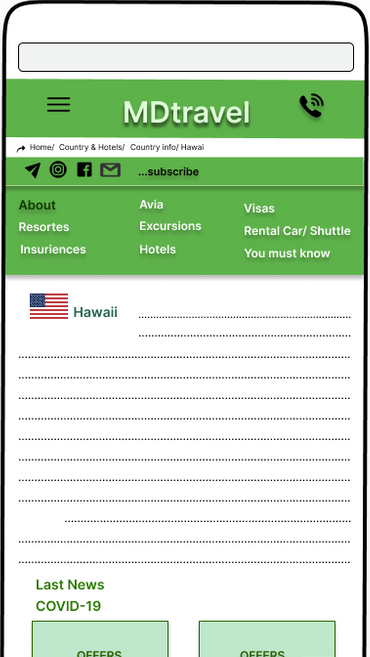 MDtravel
Home/ Country & Hotels/ Country info/ Hawai
...subscribe
About Avia Visas
Resortes Excursions Rental Car/ Shuttle
Insuriences Hotels You must know
Hawaii
Last News
COVID-19
OFFERS OFFERS